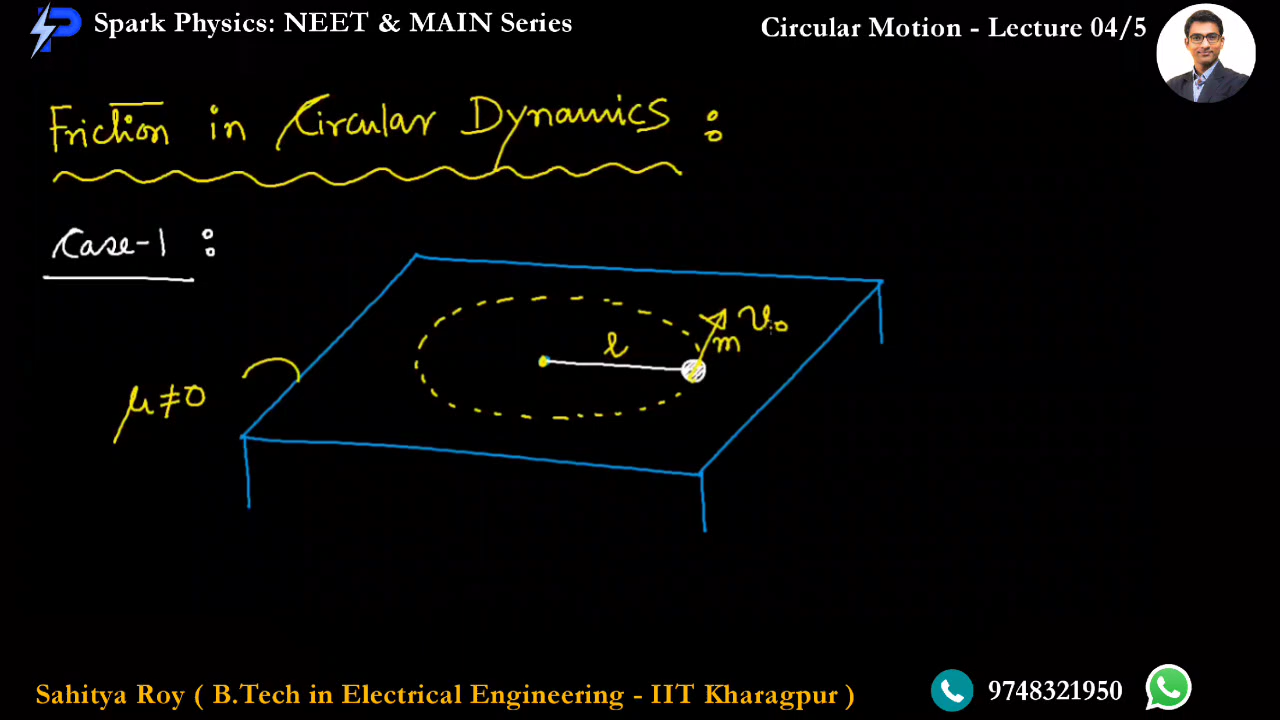 Spark Physics: NEET & MAIN Series
Circular Motion - Lecture 04/5
Friction in Circular Dynamics :
Case-1 :
v₀
m
l
μ≠0
Sahitya Roy ( B.Tech in Electrical Engineering - IIT Kharagpur )
9748321950